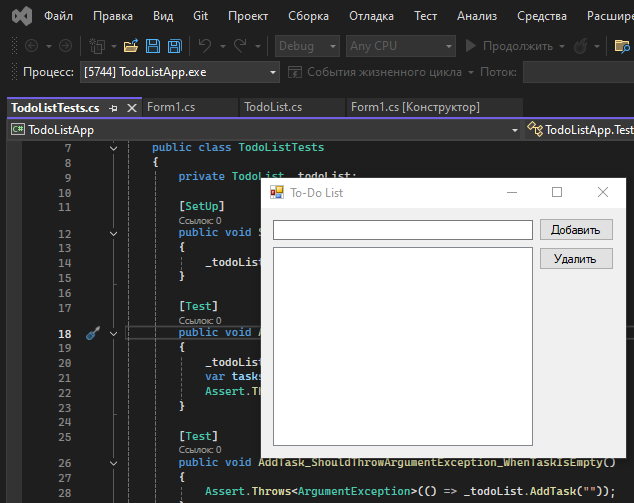 Файл Правка Вид Git Проект Сборка Отладка Тест Анализ Средства
Debug Any CPU Продолжить
Процесс: [5744] TodoListApp.exe События жизненного цикла Поток:
TodoListTests.cs Form1.cs TodoList.cs Form1.cs [Конструктор]
C# TodoListApp TodoListApp.Test
7 public class TodoListTests
8 {
9 private TodoList _todoList;
10
11 [SetUp]
Ссылок: 0
12 public void
13 {
14 _todoList
15 }
16
17 [Test]
Ссылок: 0
18 public void
19 {
20 _todoList
21 var tasks
22 Assert.Th
23 }
24
25 [Test]
Ссылок: 0
26 public void AddTask_ShouldThrowArgumentException_WhenTaskIsEmpty()
27 {
28 Assert.Throws<ArgumentException>(() => _todoList.AddTask(""));
To-Do List
Добавить
Удалить